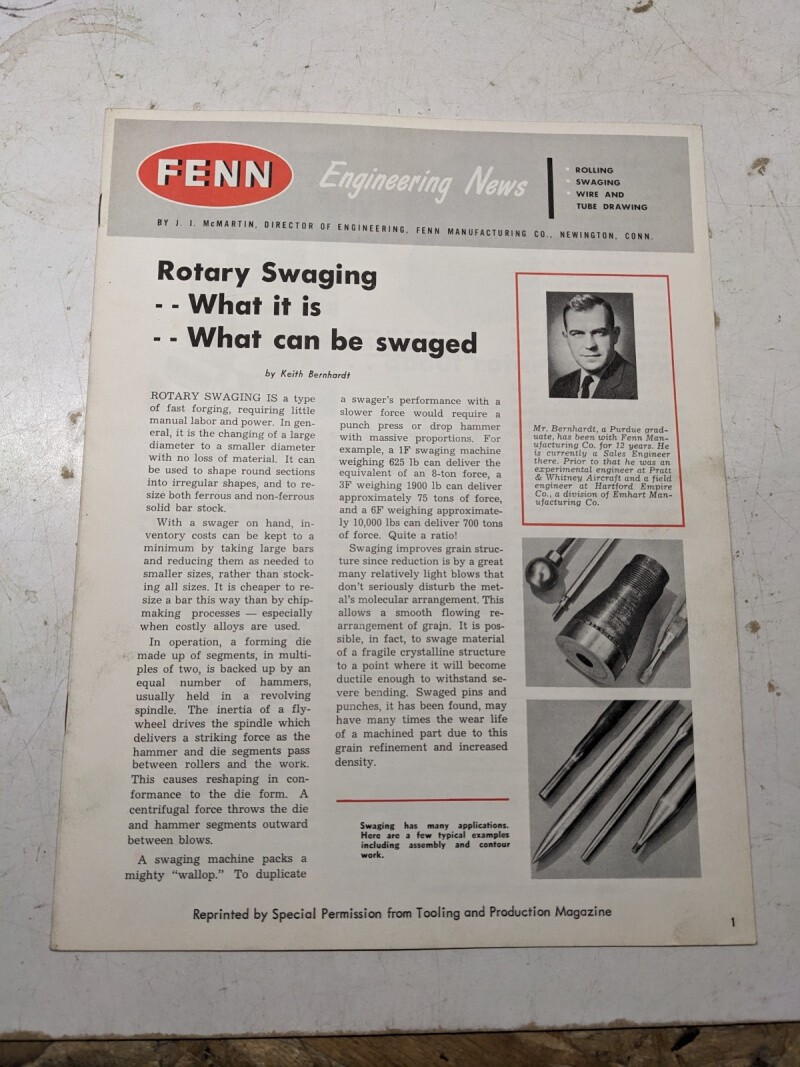 FENN
Engineering News
ROLLING
SWAGING
WIRE AND
TUBE DRAWING
BY J. I. McMARTIN, DIRECTOR OF ENGINEERING, FENN MANUFACTURING CO., NEWINGTON, CONN.
Rotary Swaging
-- What it is
-- What can be swaged
by Keith Bernhardt
ROTARY SWAGING IS a type
of fast forging, requiring little
manual labor and power. In gen-
eral, it is the changing of a large
diameter to a smaller diameter
with no loss of material. It can
be used to shape round sections
into irregular shapes, and to re-
size both ferrous and non-ferrous
solid bar stock.
With a swager on hand, in-
ventory costs can be kept to a
minimum by taking large bars
and reducing them as needed to
smaller sizes, rather than stock-
ing all sizes. It is cheaper to re-
size a bar this way than by chip-
making processes — especially
when costly alloys are used.
In operation, a forming die
made up of segments, in multi-
ples of two, is backed up by an
equal number of hammers,
usually held in a revolving
spindle. The inertia of a fly-
wheel drives the spindle which
delivers a striking force as the
hammer and die segments pass
between rollers and the work.
This causes reshaping in con-
formance to the die form. A
centrifugal force throws the die
and hammer segments outward
between blows.
A swaging machine packs a
mighty "wallop." To duplicate
a swager's performance with a
slower force would require a
punch press or drop hammer
with massive proportions. For
example, a 1F swaging machine
weighing 625 lb can deliver the
equivalent of an 8-ton force, a
3F weighing 1900 lb can deliver
approximately 75 tons of force,
and a 6F weighing approximate-
ly 10,000 lbs can deliver 700 tons
of force. Quite a ratio!
Swaging improves grain struc-
ture since reduction is by a great
many relatively light blows that
don't seriously disturb the met-
al's molecular arrangement. This
allows a smooth flowing re-
arrangement of grain. It is pos-
sible, in fact, to swage material
of a fragile crystalline structure
to a point where it will become
ductile enough to withstand se-
vere bending. Swaged pins and
punches, it has been found, may
have many times the wear life
of a machined part due to this
grain refinement and increased
density.
Mr. Bernhardt, a Purdue grad-
uate, has been with Fenn Man-
ufacturing Co. for 12 years. He
is currently a Sales Engineer
there. Prior to that he was an
experimental engineer at Pratt
& Whitney Aircraft and a field
engineer at Hartford Empire
Co., a division of Emhart Man-
ufacturing Co.
Swaging has many applications.
Here are a few typical examples
including assembly and contour
work.
Reprinted by Special Permission from Tooling and Production Magazine
1